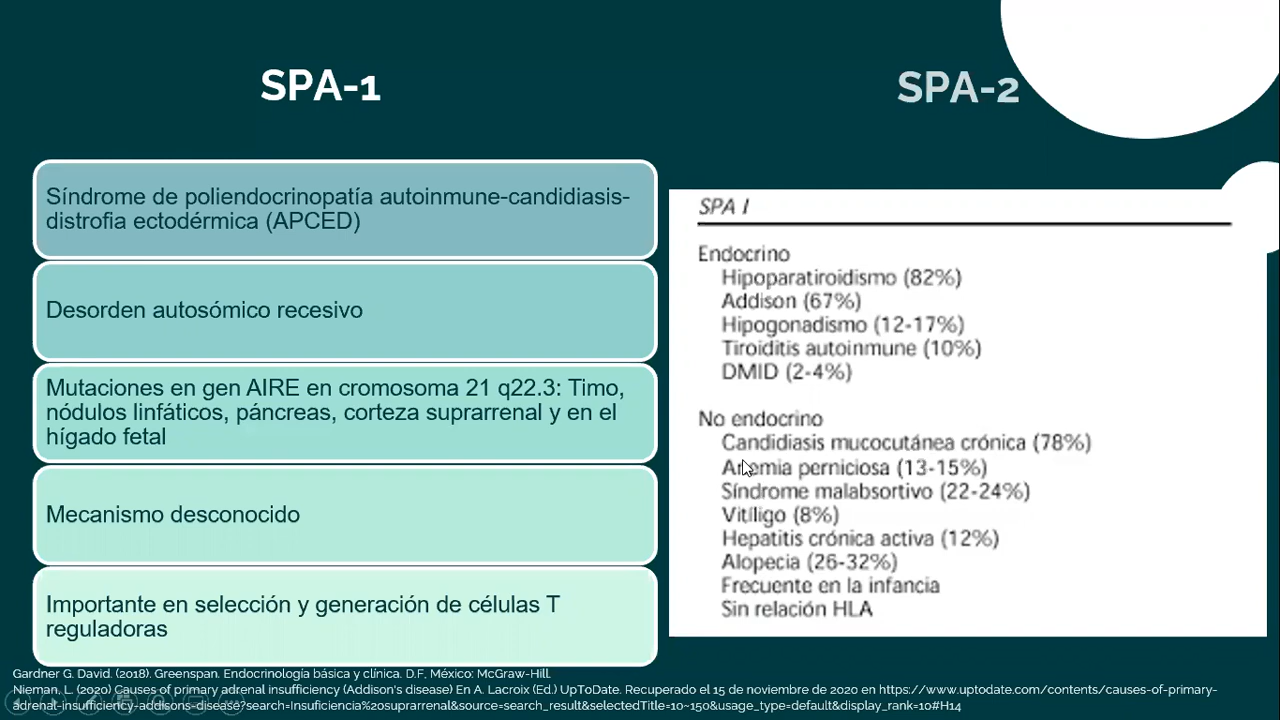 SPA-1
SPA-2
Síndrome de poliendocrinopatía autoinmune-candidiasis-
distrofia ectodérmica (APCED)
Desorden autosómico recesivo
Mutaciones en gen AIRE en cromosoma 21 q22.3: Timo,
nódulos linfáticos, páncreas, corteza suprarrenal y en el
hígado fetal
Mecanismo desconocido
Importante en selección y generación de células T
reguladoras
SPA I
Endocrino
Hipoparatiroidismo (82%)
Addison (67%)
Hipogonadismo (12-17%)
Tiroiditis autoinmune (10%)
DMID (2-4%)
No endocrino
Candidiasis mucocutánea crónica (78%)
Anemia perniciosa (13-15%)
Síndrome malabsortivo (22-24%)
Vitíligo (8%)
Hepatitis crónica activa (12%)
Alopecia (26-32%)
Frecuente en la infancia
Sin relación HLA
Gardner G. David. (2018). Greenspan. Endocrinología básica y clínica. D.F, México: McGraw-Hill.
Nieman, L. (2020) Causes of primary adrenal insufficiency (Addison's disease) En A. Lacroix (Ed.) UpToDate. Recuperado el 15 de noviembre de 2020 en https://www.uptodate.com/contents/causes-of-primary-
adrenal-insufficiency-addisons-disease?search=Insuficiencia%20suprarrenal&source=search_result&selectedTitle=10~150&usage_type=default&display_rank=10#H14